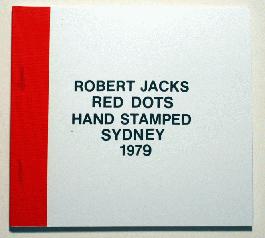 ROBERT JACKS
RED DOTS
HAND STAMPED
SYDNEY
1979